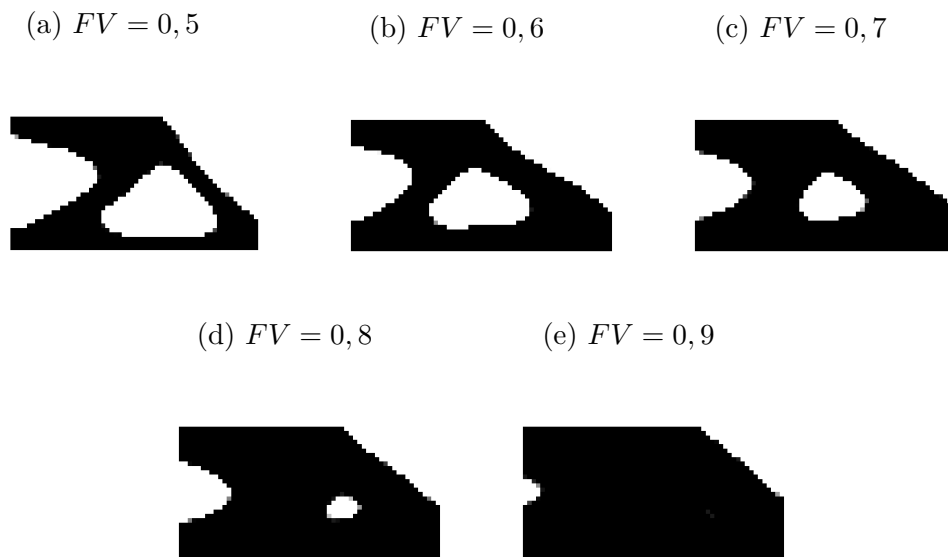 (a) FV = 0, 5
(b) FV = 0, 6
(c) FV = 0, 7
(d) FV = 0, 8
(e) FV = 0, 9